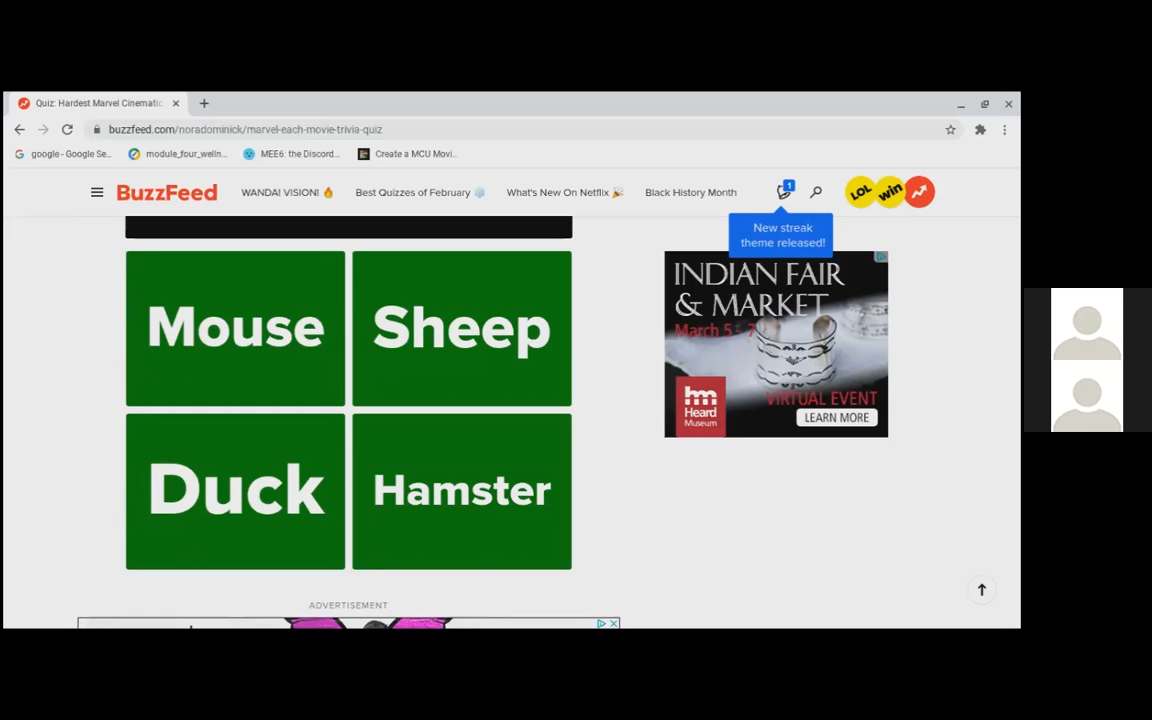 Quiz: Hardest Marvel Cinematic
buzzfeed.com/noradominick/marvel-each-movie-trivia-quiz
google - Google Se...
module_four_welln...
MEE6: the Discord...
Create a MCU Movi...
BuzzFeed
WANDA! VISION! 🔥
Best Quizzes of February
What's New On Netflix 🎉
Black History Month
1
LOL
win
New streak
theme released!
Mouse
Sheep
Duck
Hamster
INDIAN FAIR
& MARKET
March 5 - 7
hm
Heard
Museum
VIRTUAL EVENT
LEARN MORE
ADVERTISEMENT